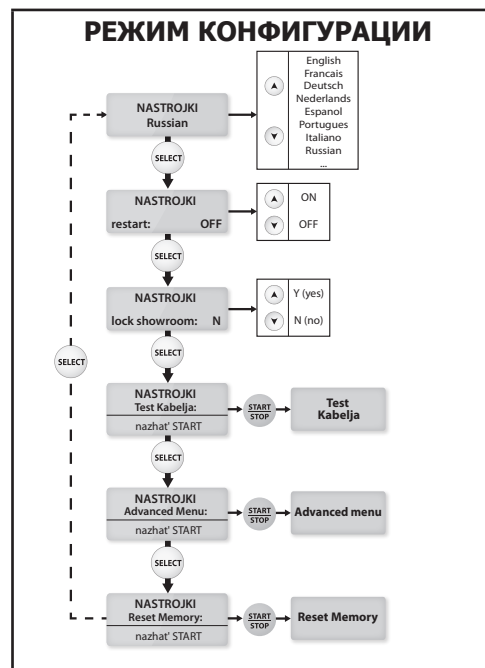 РЕЖИМ КОНФИГУРАЦИИ
NASTROJKI
Russian
English
Francais
Deutsch
Nederlands
Espanol
Portugues
Italiano
Russian
...
SELECT
NASTROJKI
restart: OFF
ON
OFF
SELECT
NASTROJKI
lock showroom: N
Y (yes)
N (no)
SELECT
SELECT
NASTROJKI
Test Kabelja:
nazhat' START
START
STOP
Test
Kabelja
SELECT
NASTROJKI
Advanced Menu:
nazhat' START
START
STOP
Advanced menu
SELECT
NASTROJKI
Reset Memory:
nazhat' START
START
STOP
Reset Memory